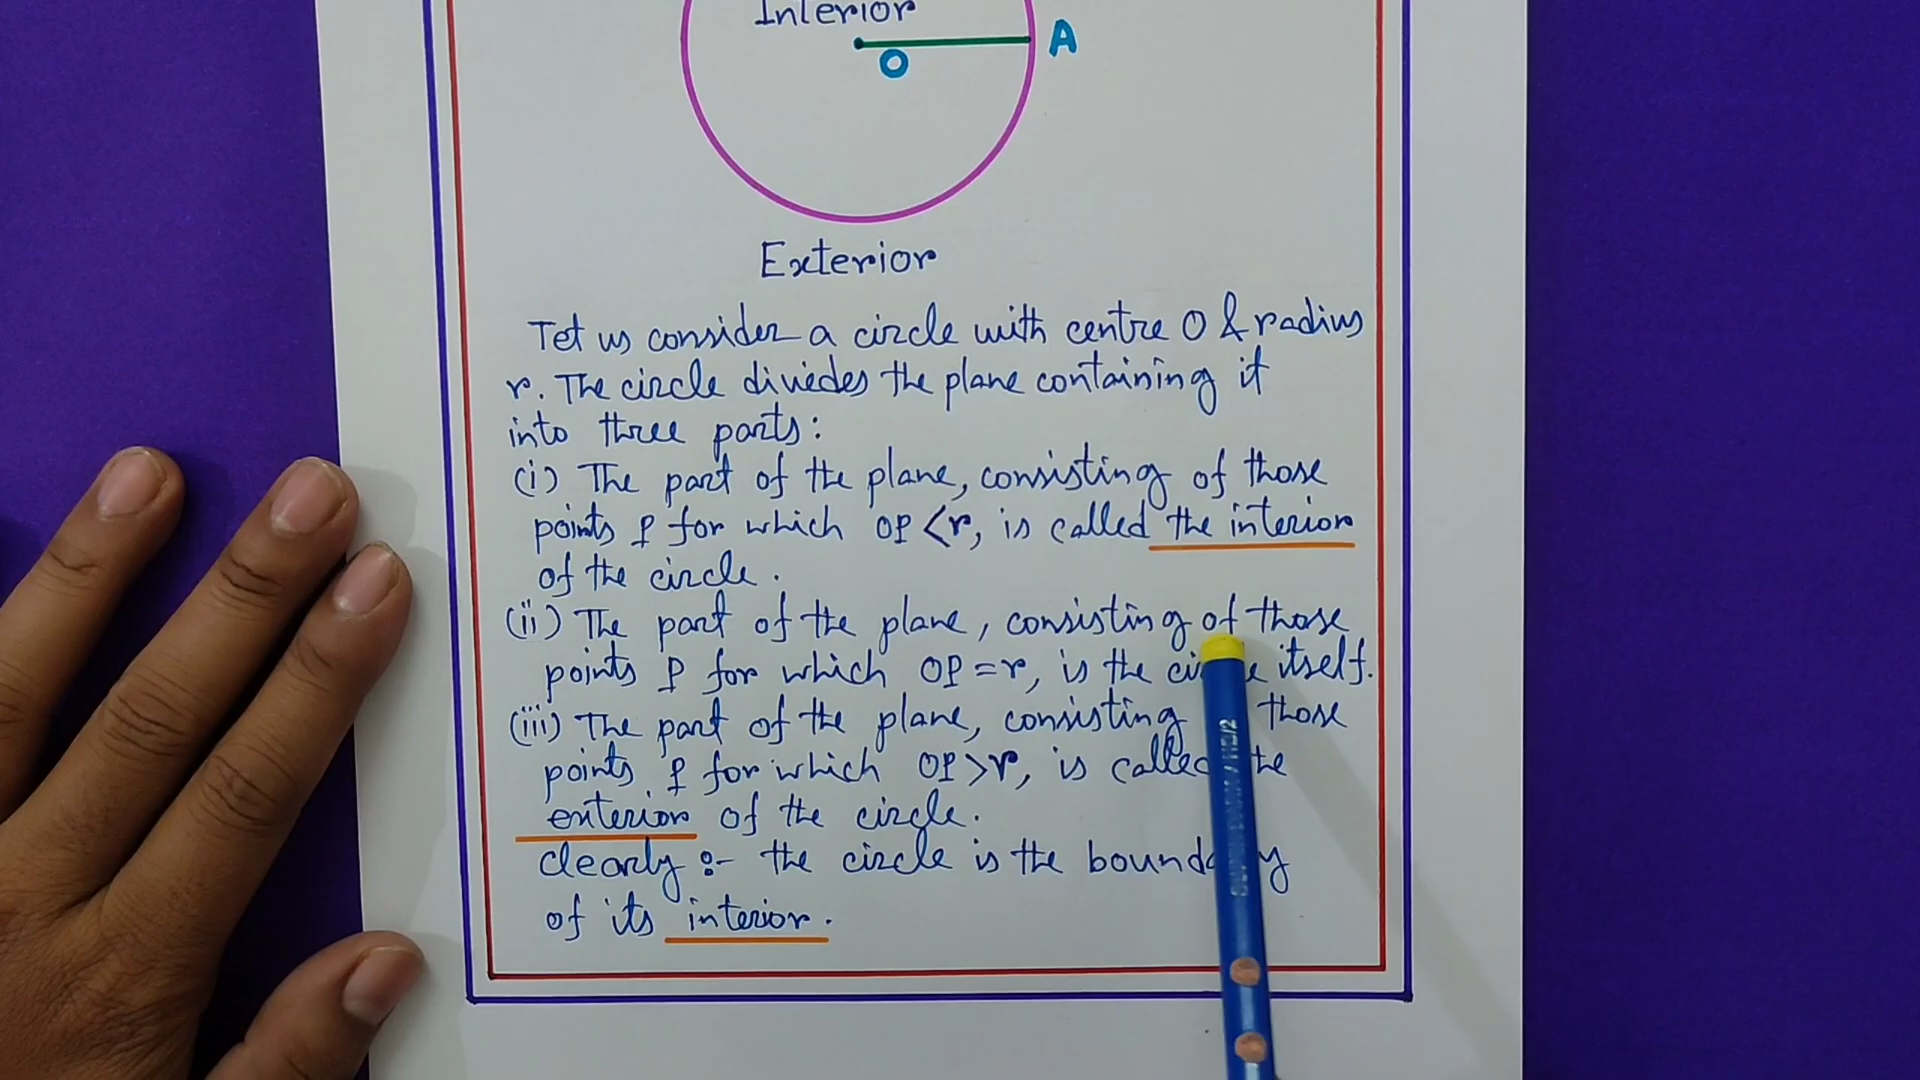 Interior
A
O
Exterior
Tet us consider a circle with centre O & radius
r. The circle diviedes the plane containing it
into three parts:
(i) The part of the plane, consisting of those
points P for which OP < r, is called the interior
of the circle.
(ii) The part of the plane, consisting of those
points P for which OP = r, is the itself.
(iii) The part of the plane, consisting those
points P for which OP > r, is called the
exterior of the circle.
Clearly :- the circle is the boundary
of its interior.